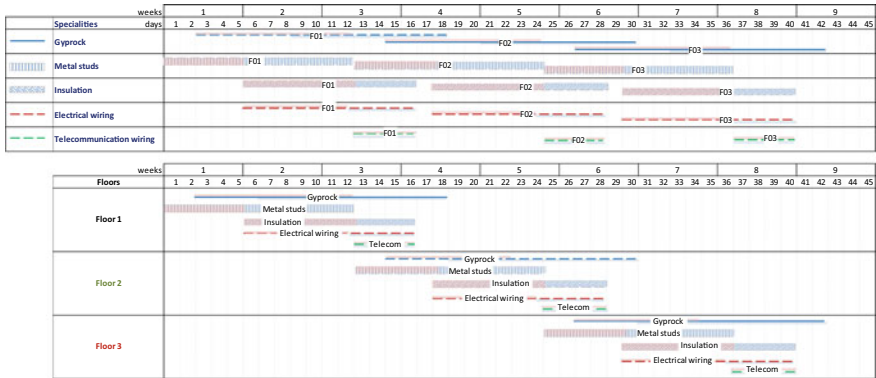 weeks 1 2 3 4 5 6 7 8 9
Specialities days 1 2 3 4 5 6 7 8 9 10 11 12 13 14 15 16 17 18 19 20 21 22 23 24 25 26 27 28 29 30 31 32 33 34 35 36 37 38 39 40 41 42 43 44 45
Gyprock F01 F02 F03
Metal studs F01 F02 F03
Insulation F01 F02 F03
Electrical wiring F01 F02 F03
Telecommunication wiring F01 F02 F03
weeks 1 2 3 4 5 6 7 8 9
Floors 1 2 3 4 5 6 7 8 9 10 11 12 13 14 15 16 17 18 19 20 21 22 23 24 25 26 27 28 29 30 31 32 33 34 35 36 37 38 39 40 41 42 43 44 45
Gyprock
Floor 1 Metal studs
Insulation
Electrical wiring
Telecom
Gyprock
Metal studs
Floor 2 Insulation
Electrical wiring
Telecom
Gyprock
Metal studs
Floor 3 Insulation
Electrical wiring
Telecom